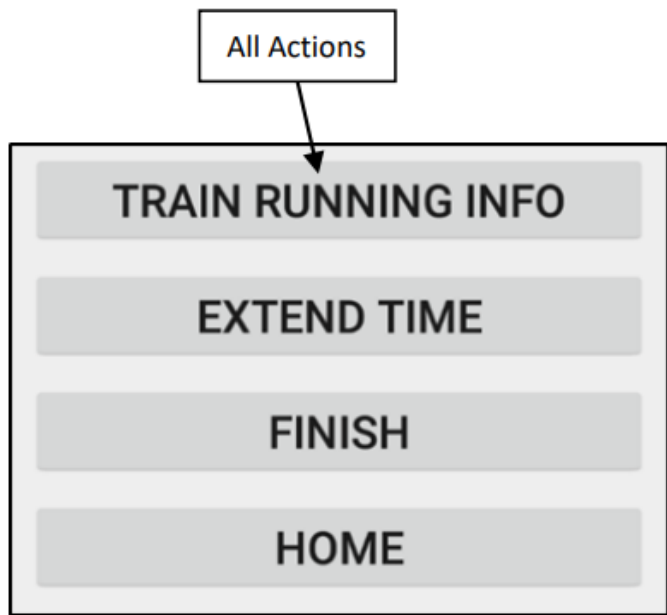 All Actions
TRAIN RUNNING INFO
EXTEND TIME
FINISH
HOME